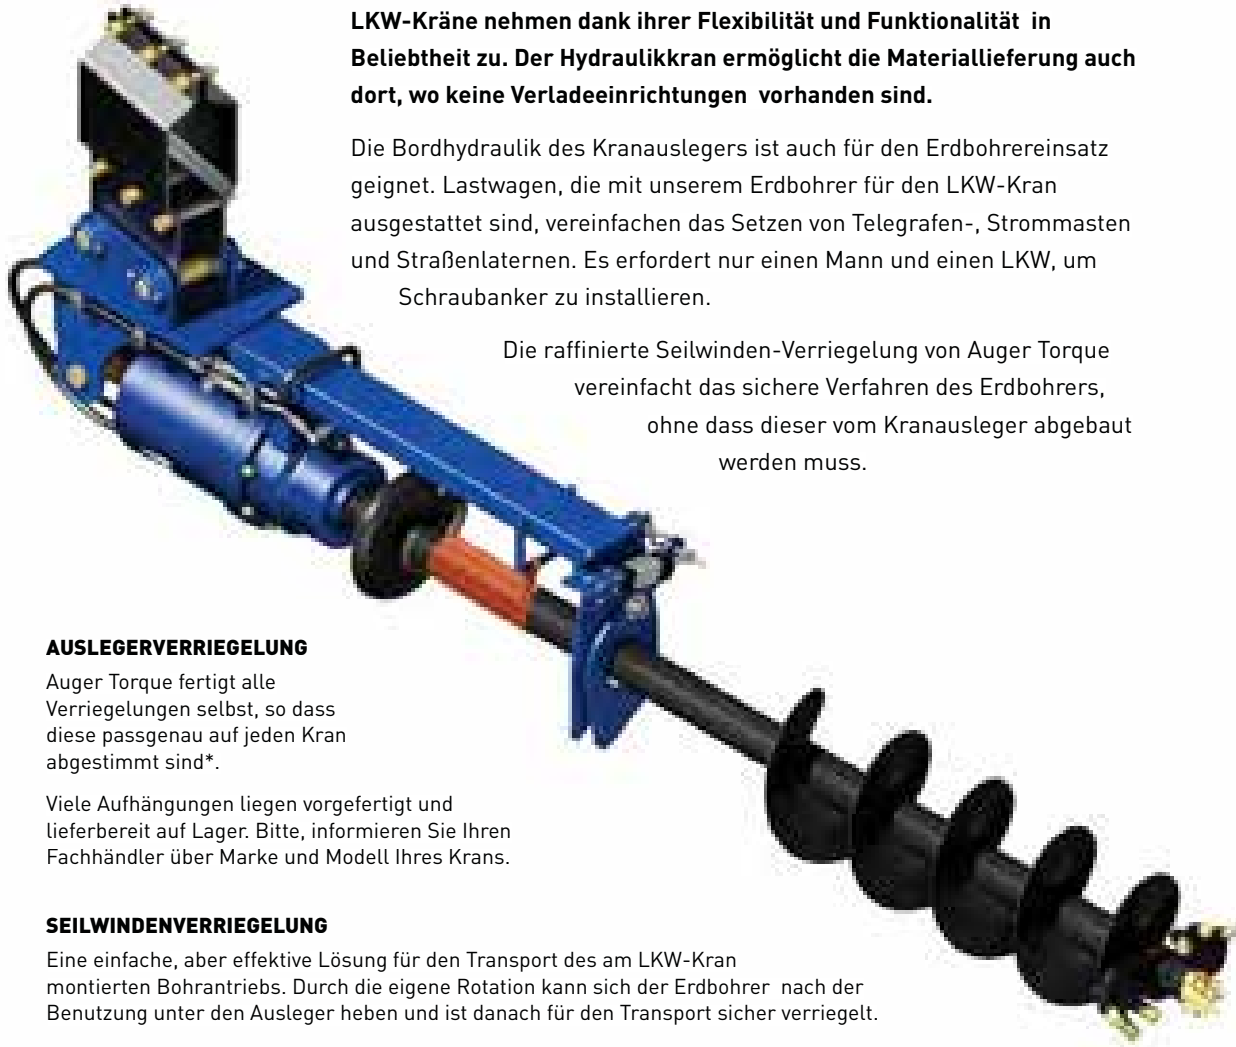 LKW-Kräne nehmen dank ihrer Flexibilität und Funktionalität in
Beliebtheit zu. Der Hydraulikkran ermöglicht die Materiallieferung auch
dort, wo keine Verladeeinrichtungen vorhanden sind.
Die Bordhydraulik des Kranauslegers ist auch für den Erdbohrereinsatz
geignet. Lastwagen, die mit unserem Erdbohrer für den LKW-Kran
ausgestattet sind, vereinfachen das Setzen von Telegrafen-, Strommasten
und Straßenlaternen. Es erfordert nur einen Mann und einen LKW, um
Schraubanker zu installieren.
Die raffinierte Seilwinden-Verriegelung von Auger Torque
vereinfacht das sichere Verfahren des Erdbohrers,
ohne dass dieser vom Kranausleger abgebaut
werden muss.
AUSLEGERVERRIEGELUNG
Auger Torque fertigt alle
Verriegelungen selbst, so dass
diese passgenau auf jeden Kran
abgestimmt sind*.
Viele Aufhängungen liegen vorgefertigt und
lieferbereit auf Lager. Bitte, informieren Sie Ihren
Fachhändler über Marke und Modell Ihres Krans.
SEILWINDENVERRIEGELUNG
Eine einfache, aber effektive Lösung für den Transport des am LKW-Kran
montierten Bohrantriebs. Durch die eigene Rotation kann sich der Erdbohrer nach der
Benutzung unter den Ausleger heben und ist danach für den Transport sicher verriegelt.